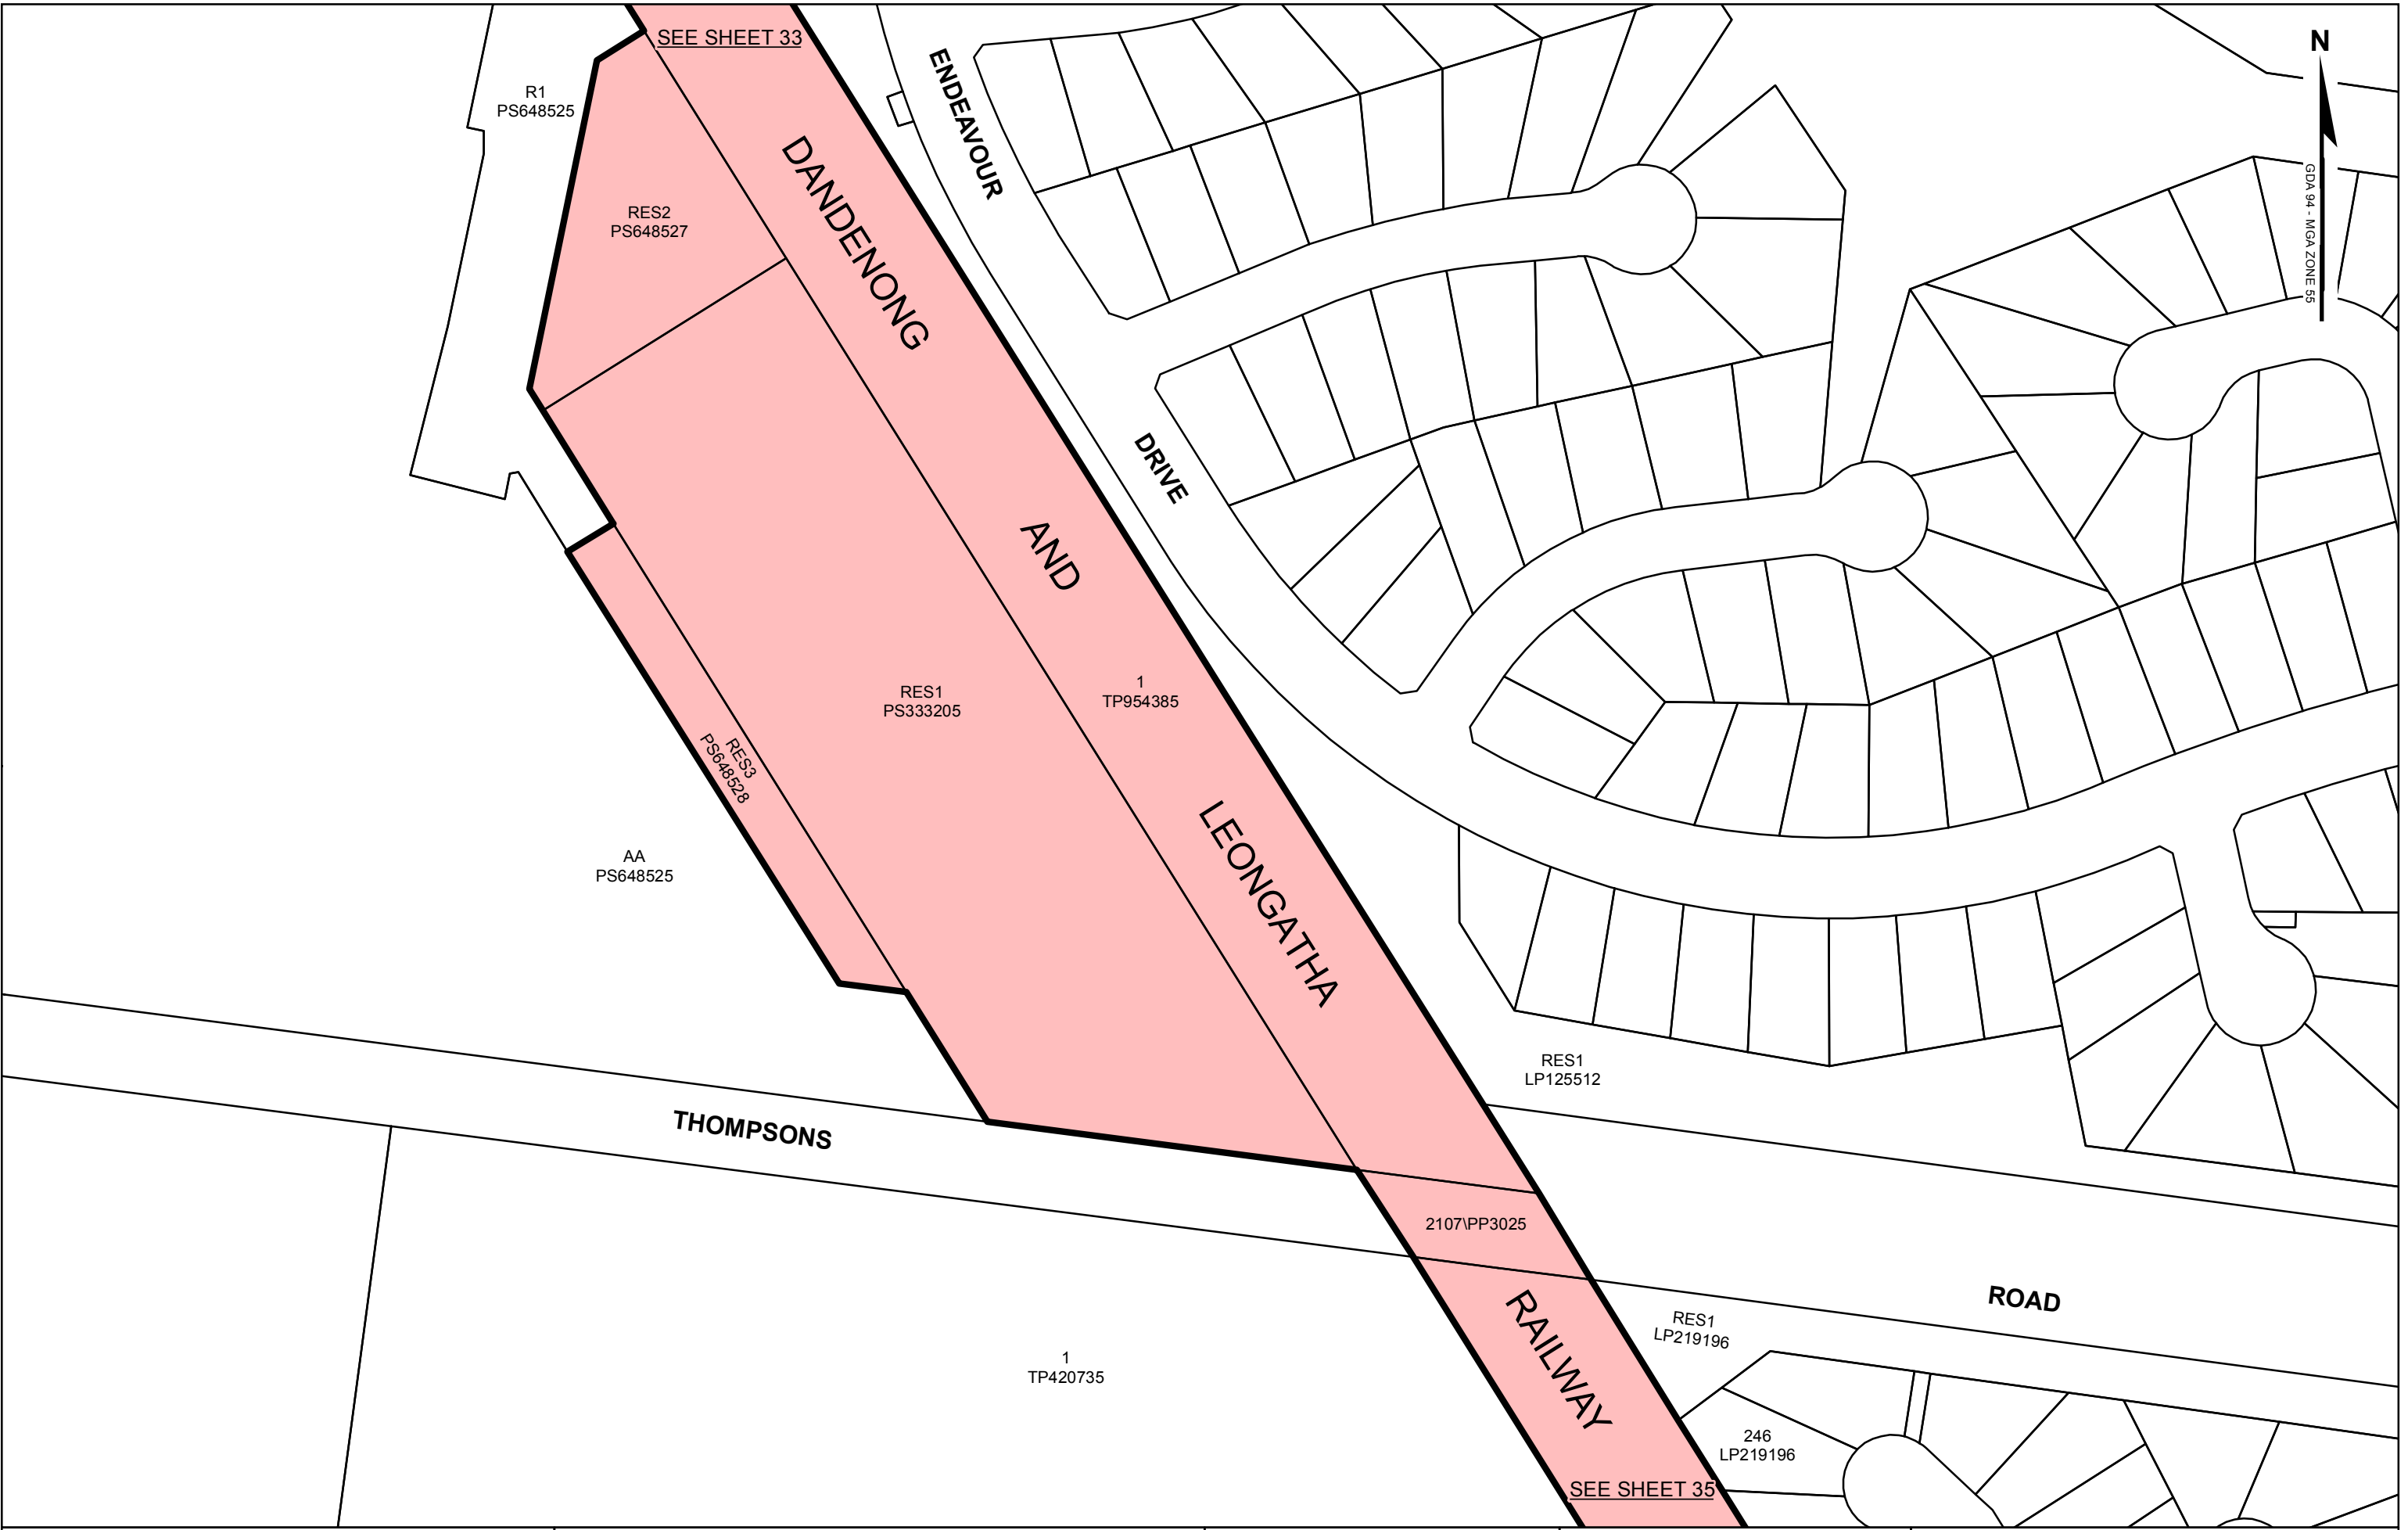 SEE SHEET 33
N
GDA 94 - MGA ZONE 55
R1
PS648525
ENDEAVOUR
DRIVE
RES2
PS648527
DANDENONG
AND
LEONGATHA
RAILWAY
RES1
PS333205
1
TP954385
RES3
PS648528
AA
PS648525
THOMPSONS
ROAD
RES1
LP125512
2107\PP3025
RES1
LP219196
1
TP420735
246
LP219196
SEE SHEET 35